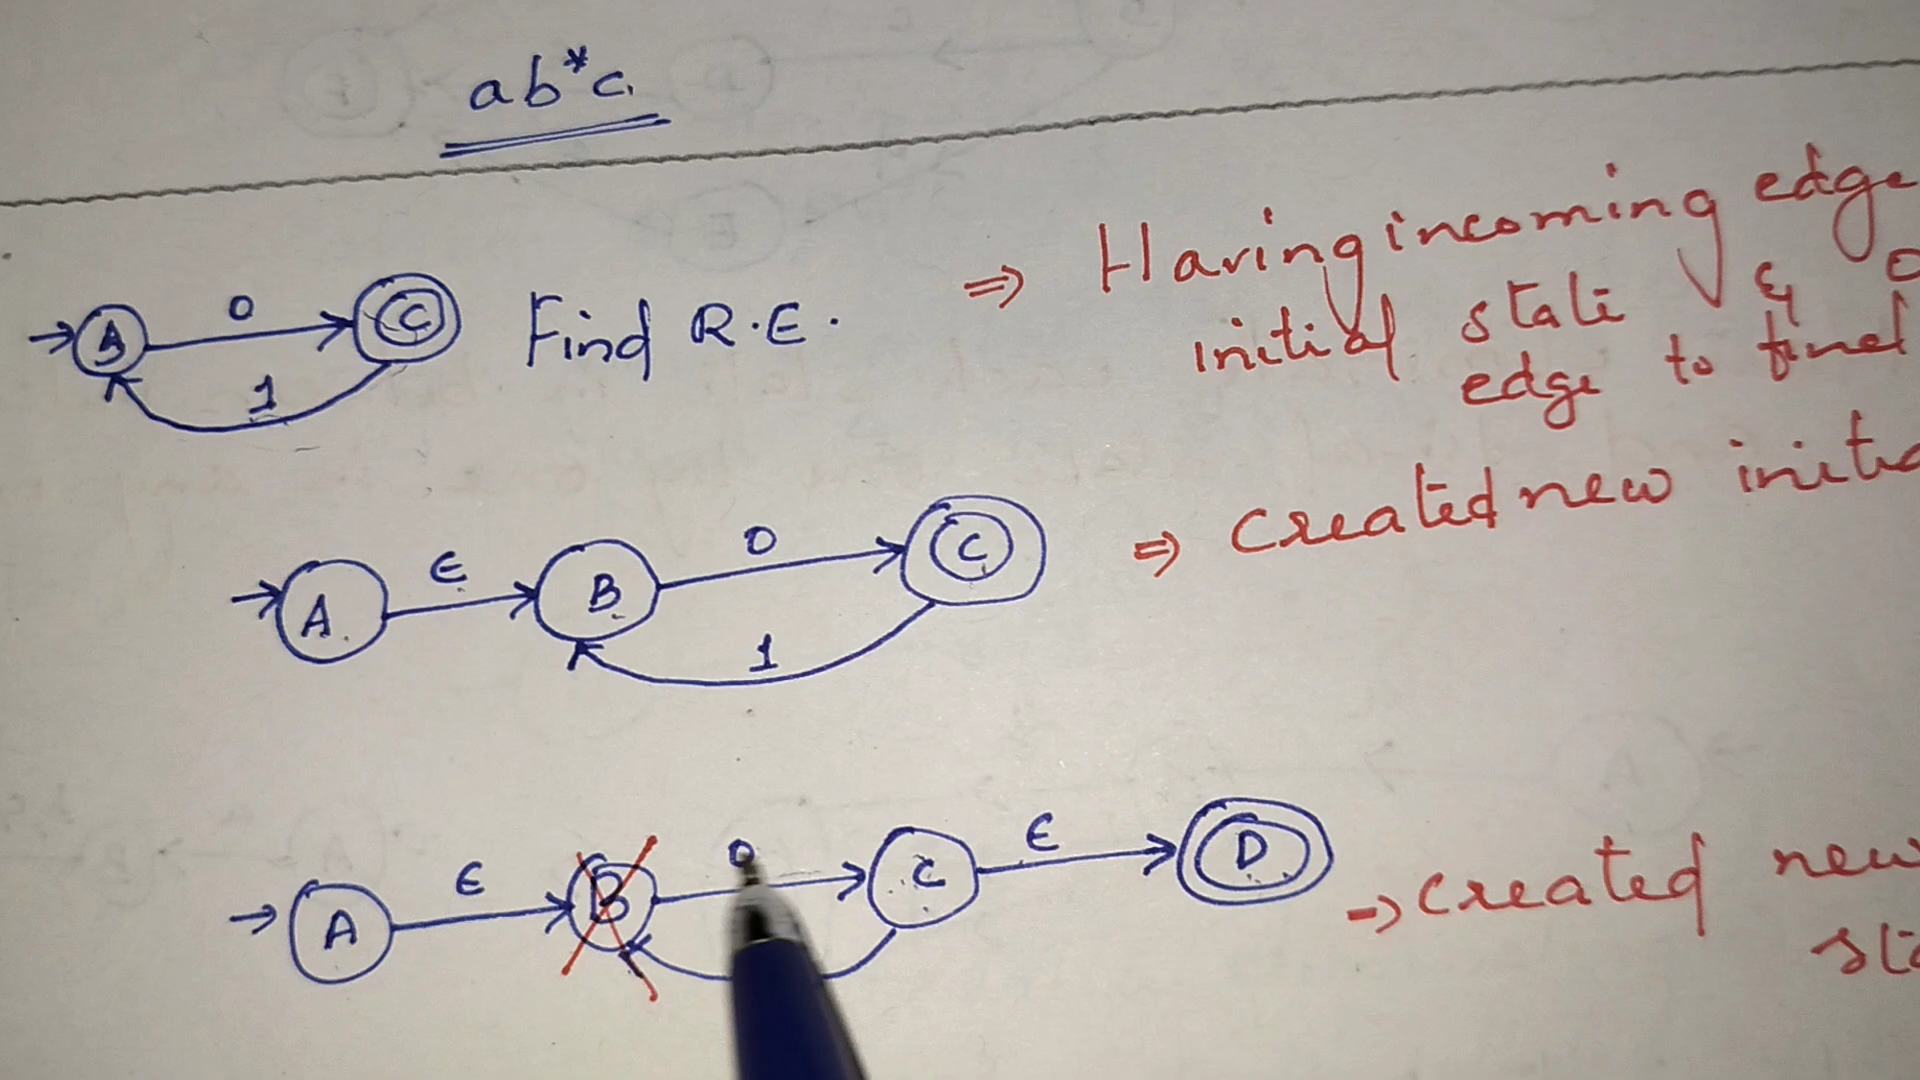 ab*c.
⇒ Having incoming edge
initial state &
edge to final
→ B 0 C Find R.E.
1
⇒ created new
A ε B 0 C
1
A ε B 0 C ε D
→ created new